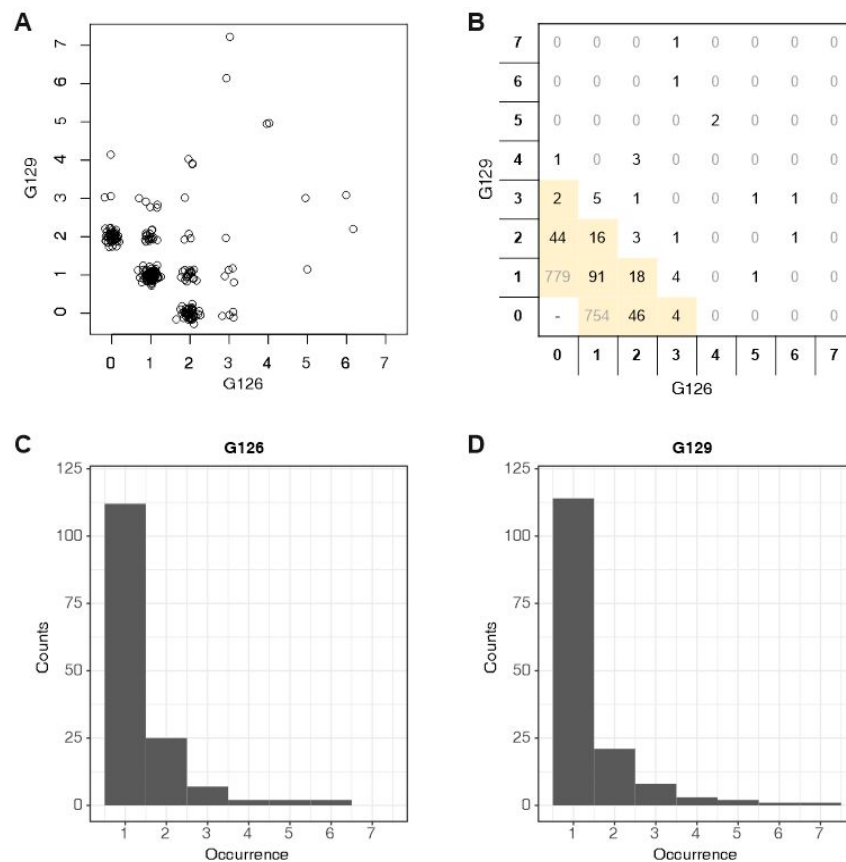 A
G129
7
6
5
4
3
2
1
0
0 1 2 3 4 5 6 7
G126
B
G129
7 0 0 0 1 0 0 0 0
6 0 0 0 1 0 0 0 0
5 0 0 0 0 2 0 0 0
4 1 0 3 0 0 0 0 0
3 2 5 1 0 0 1 1 0
2 44 16 3 1 0 0 1 0
1 779 91 18 4 0 1 0 0
0 - 754 46 4 0 0 0 0
0 1 2 3 4 5 6 7
G126
C
G126
Counts
125
100
75
50
25
0
1 2 3 4 5 6 7
Occurrence
D
G129
Counts
125
100
75
50
25
0
1 2 3 4 5 6 7
Occurrence